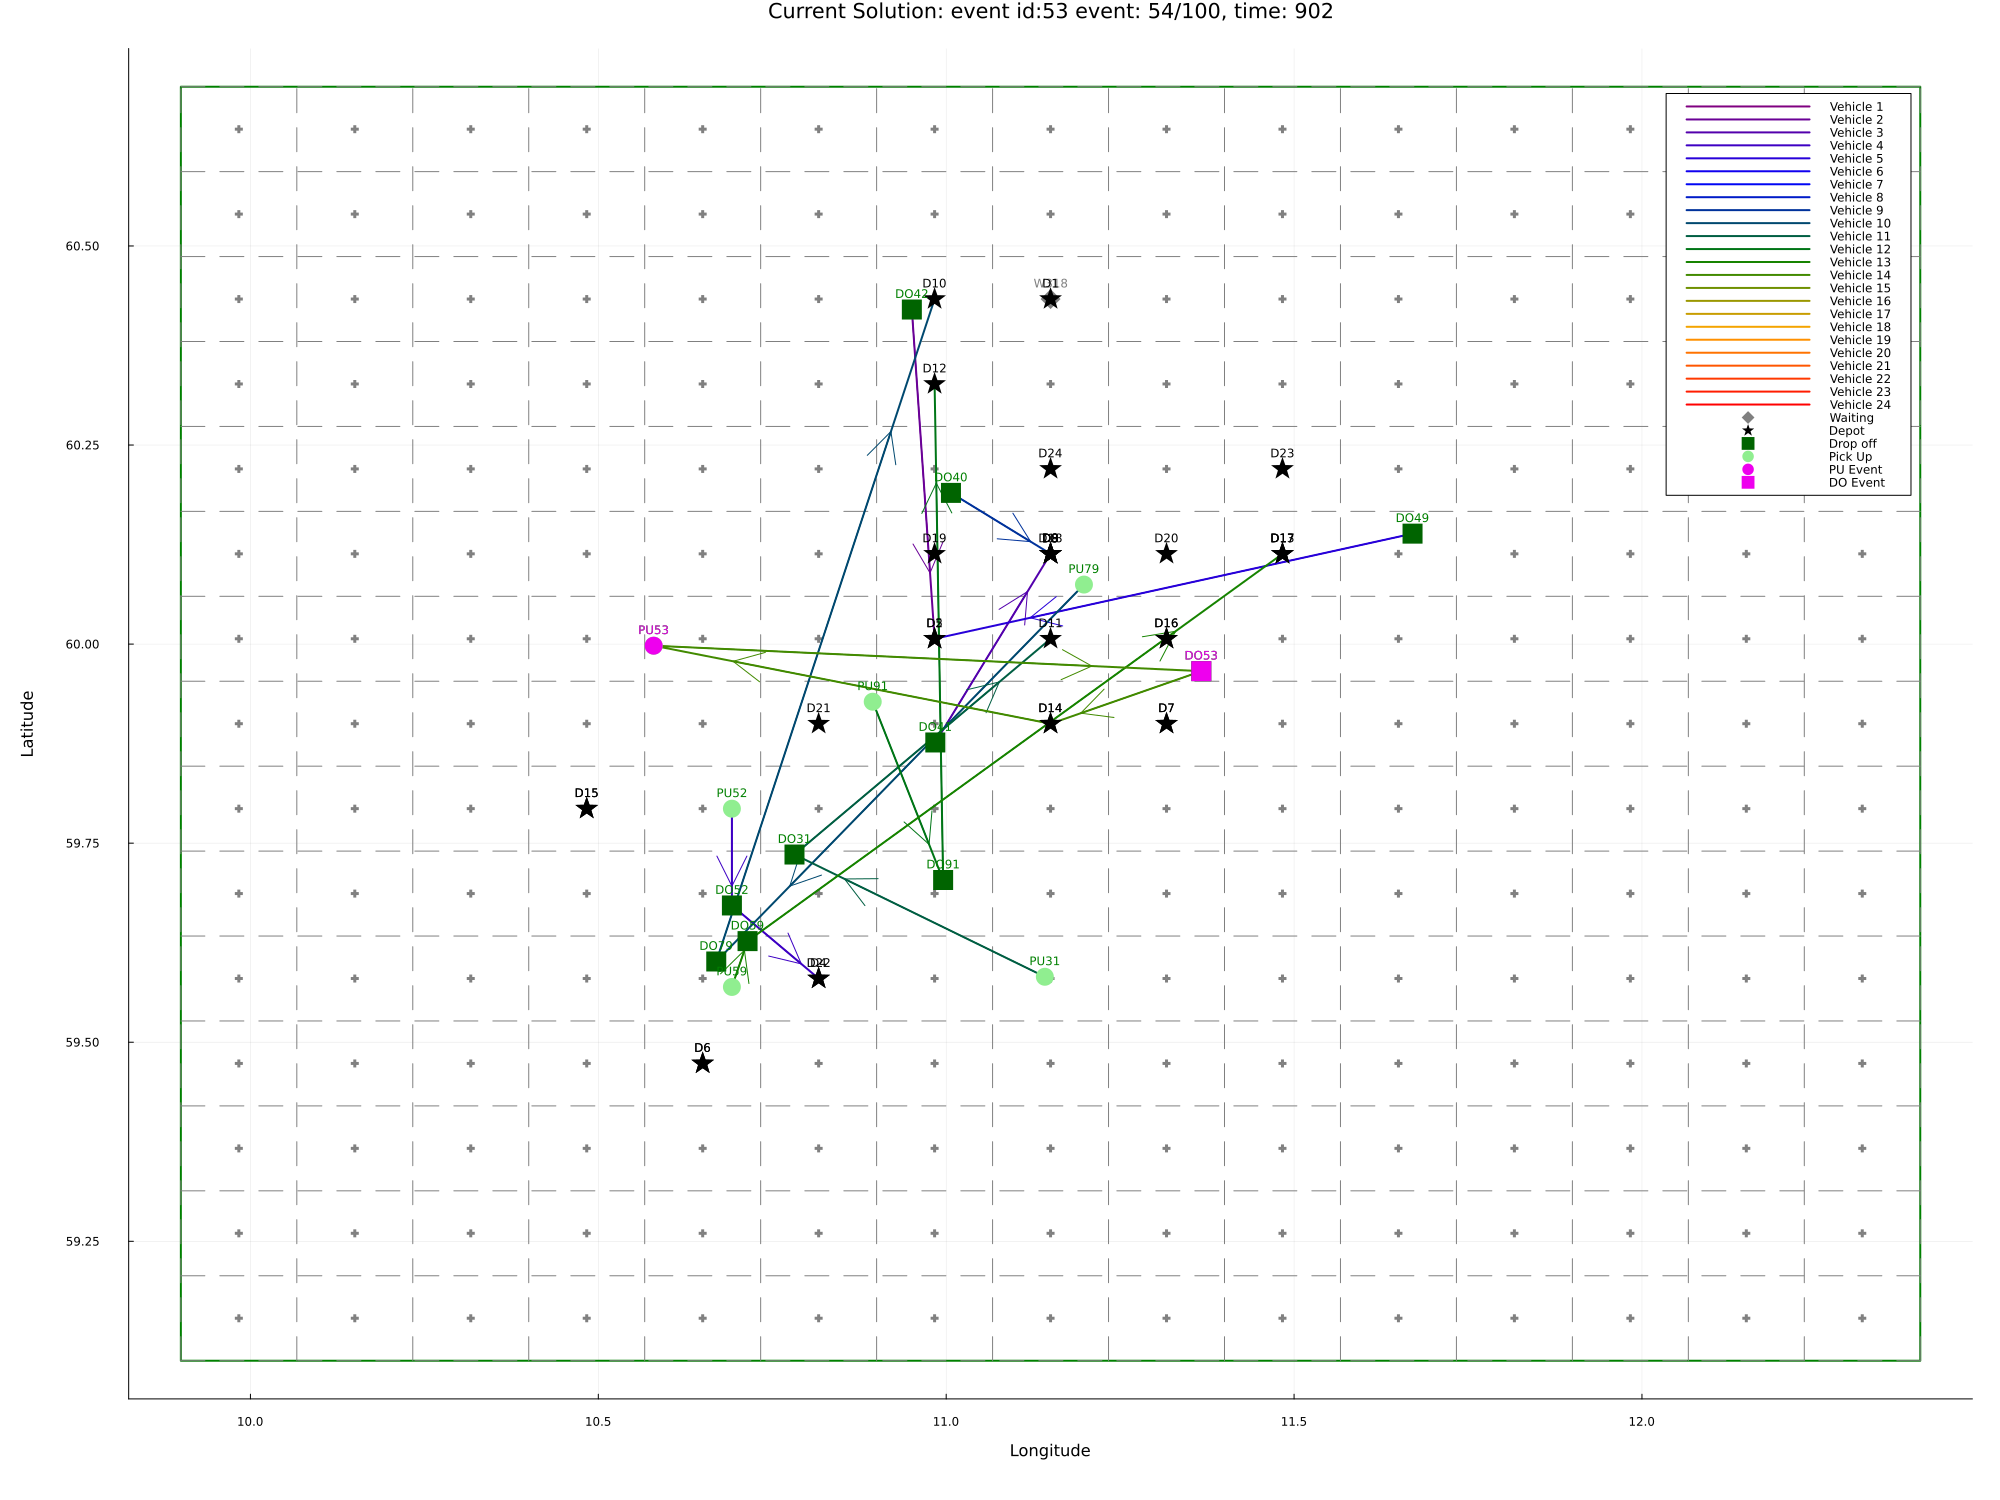 Current Solution: event id:53 event: 54/100, time: 902
Vehicle 1
Vehicle 2
Vehicle 3
Vehicle 4
Vehicle 5
Vehicle 6
Vehicle 7
Vehicle 8
Vehicle 9
Vehicle 10
Vehicle 11
Vehicle 12
Vehicle 13
Vehicle 14
Vehicle 15
Vehicle 16
Vehicle 17
Vehicle 18
Vehicle 19
Vehicle 20
Vehicle 21
Vehicle 22
Vehicle 23
Vehicle 24
Waiting
Depot
Drop off
Pick Up
PU Event
DO Event
60.50
60.25
60.00
59.75
59.50
59.25
Latitude
D10
D1
DO42
D12
D24
D23
DO40
DO49
D19
D20
PU79
PU53
D11
D16
DO53
PU91
D21
D14
D7
DO41
D15
PU52
DO31
DO91
DO52
DO79
D22
PU59
PU31
D6
10.0
10.5
11.0
11.5
12.0
Longitude